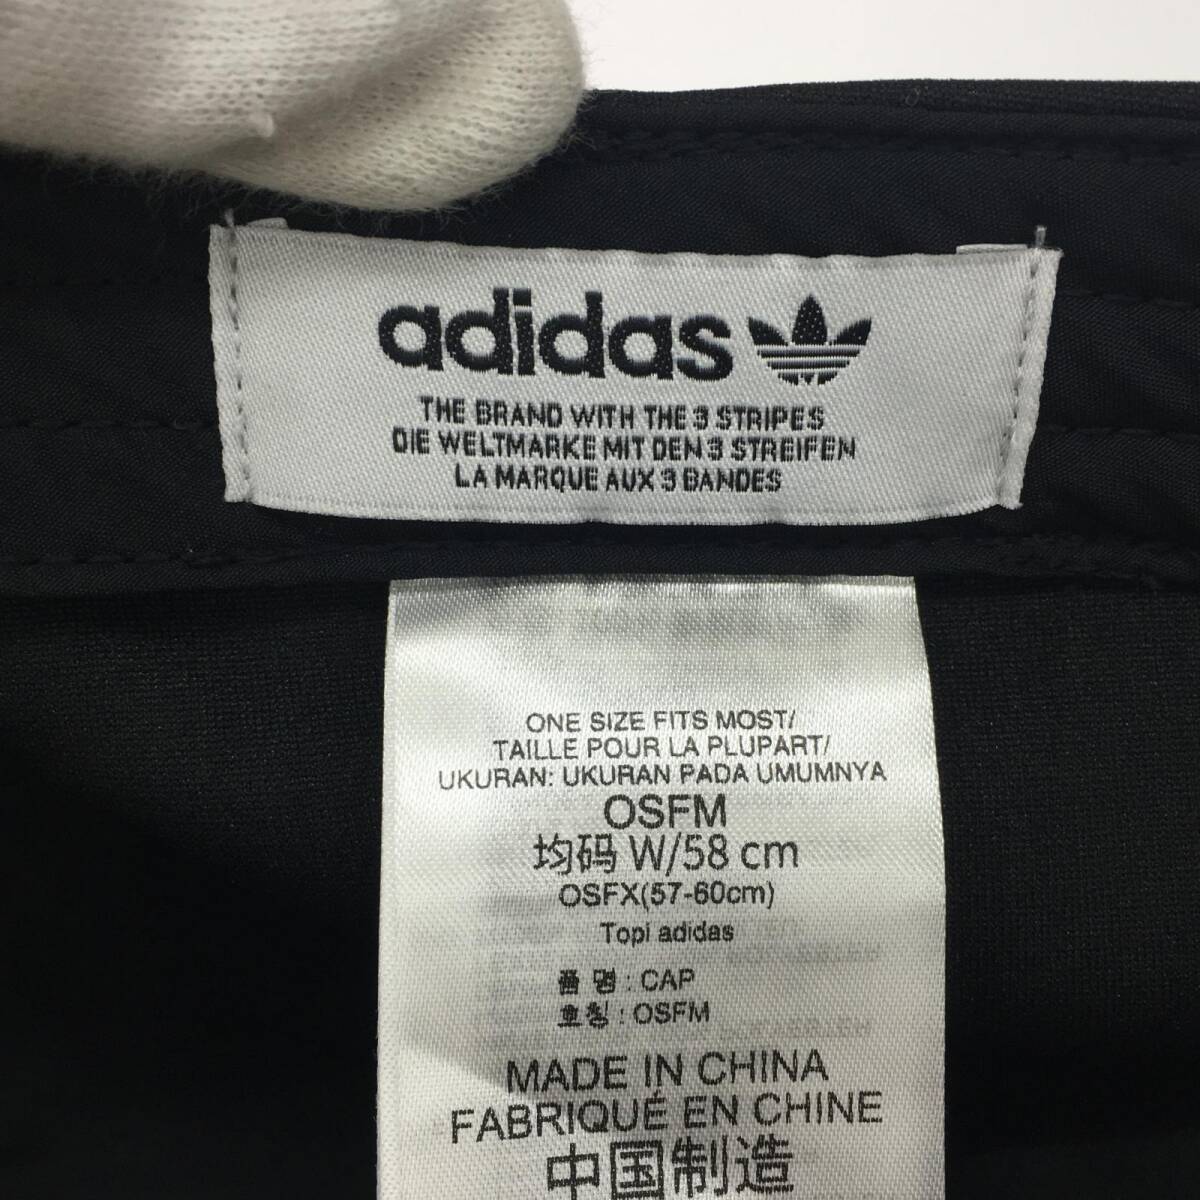 adidas
THE BRAND WITH THE 3 STRIPES
DIE WELTMARKE MIT DEN 3 STREIFEN
LA MARQUE AUX 3 BANDES
ONE SIZE FITS MOST/
TAILLE POUR LA PLUPART/
UKURAN: UKURAN PADA UMUMNYA
OSFM
均码 W/58 cm
OSFX(57-60cm)
Topi adidas
품 명 : CAP
호칭 : OSFM
MADE IN CHINA
FABRIQUÉ EN CHINE
中国制造